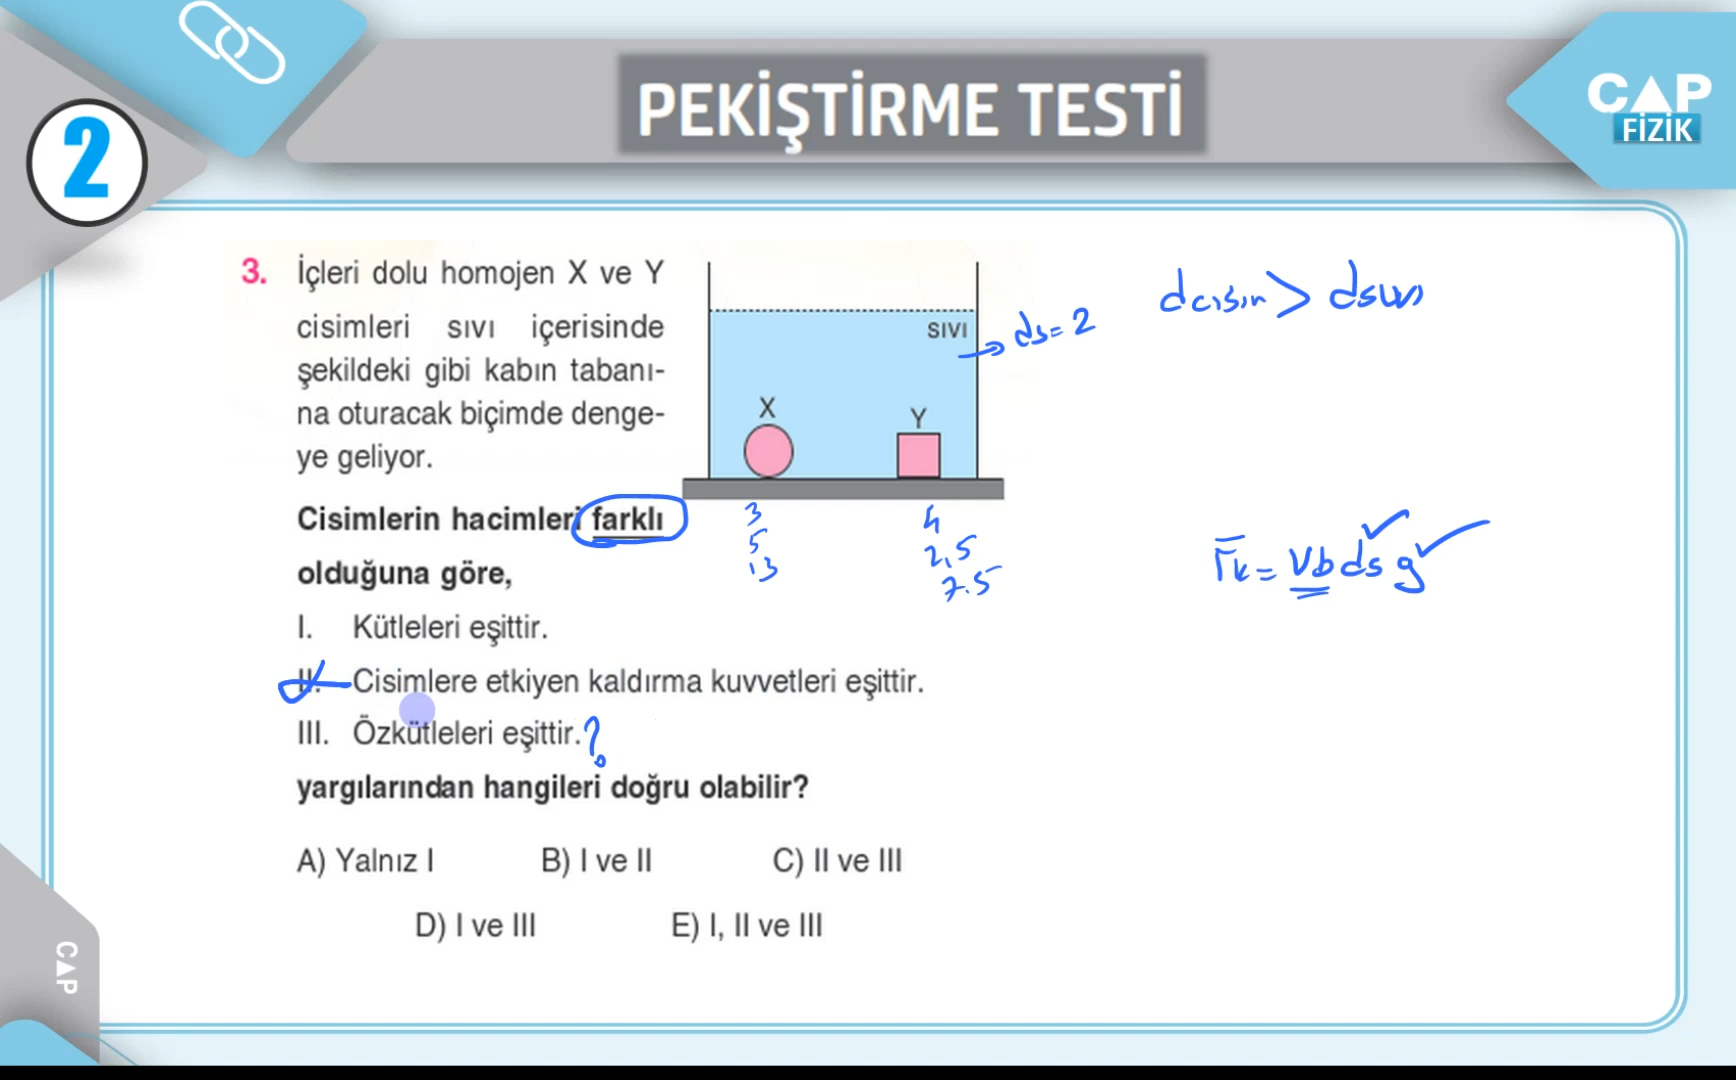 PEKİŞTİRME TESTİ
CAP
FİZİK
2
3. İçleri dolu homojen X ve Y
cisimleri sıvı içerisinde
şekildeki gibi kabın tabanı-
na oturacak biçimde denge-
ye geliyor.
sıvı
ds=2
X
Y
dcisim > dsıvı
Cisimlerin hacimleri farklı
olduğuna göre,
3
5
13
4
2,5
7.5
Fk = Vb ds g
I. Kütleleri eşittir.
II. Cisimlere etkiyen kaldırma kuvvetleri eşittir.
III. Özkütleleri eşittir. ?
yargılarından hangileri doğru olabilir?
A) Yalnız I B) I ve II C) II ve III
D) I ve III E) I, II ve III
CAP